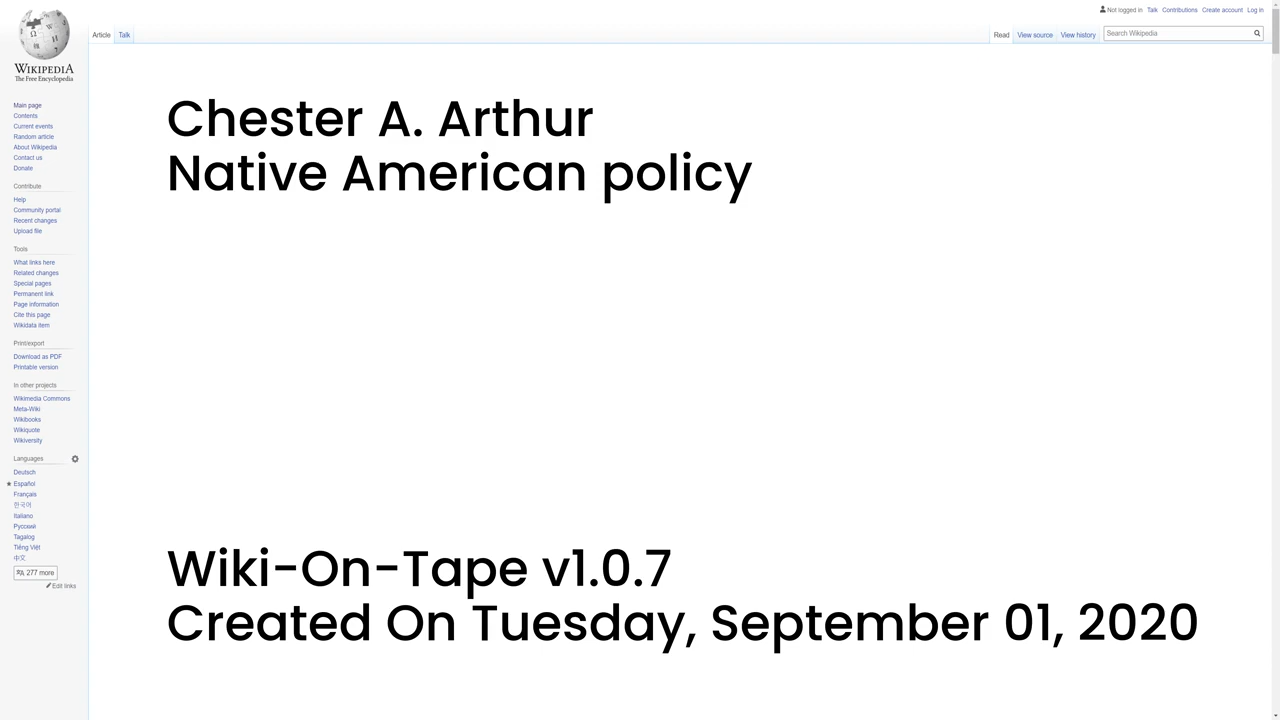 Not logged in Talk Contributions Create account Log in
Article Talk Read View source View history Search Wikipedia
WIKIPEDIA
The Free Encyclopedia
Main page
Contents
Current events
Random article
About Wikipedia
Contact us
Donate
Contribute
Help
Community portal
Recent changes
Upload file
Tools
What links here
Related changes
Special pages
Permanent link
Page information
Cite this page
Wikidata item
Print/export
Download as PDF
Printable version
In other projects
Wikimedia Commons
Meta-Wiki
Wikibooks
Wikiquote
Wikiversity
Languages
Deutsch
Español
Français
한국어
Italiano
Русский
Tagalog
Tiếng Việt
中文
277 more
Edit links
Chester A. Arthur
Native American policy
Wiki-On-Tape v1.0.7
Created On Tuesday, September 01, 2020